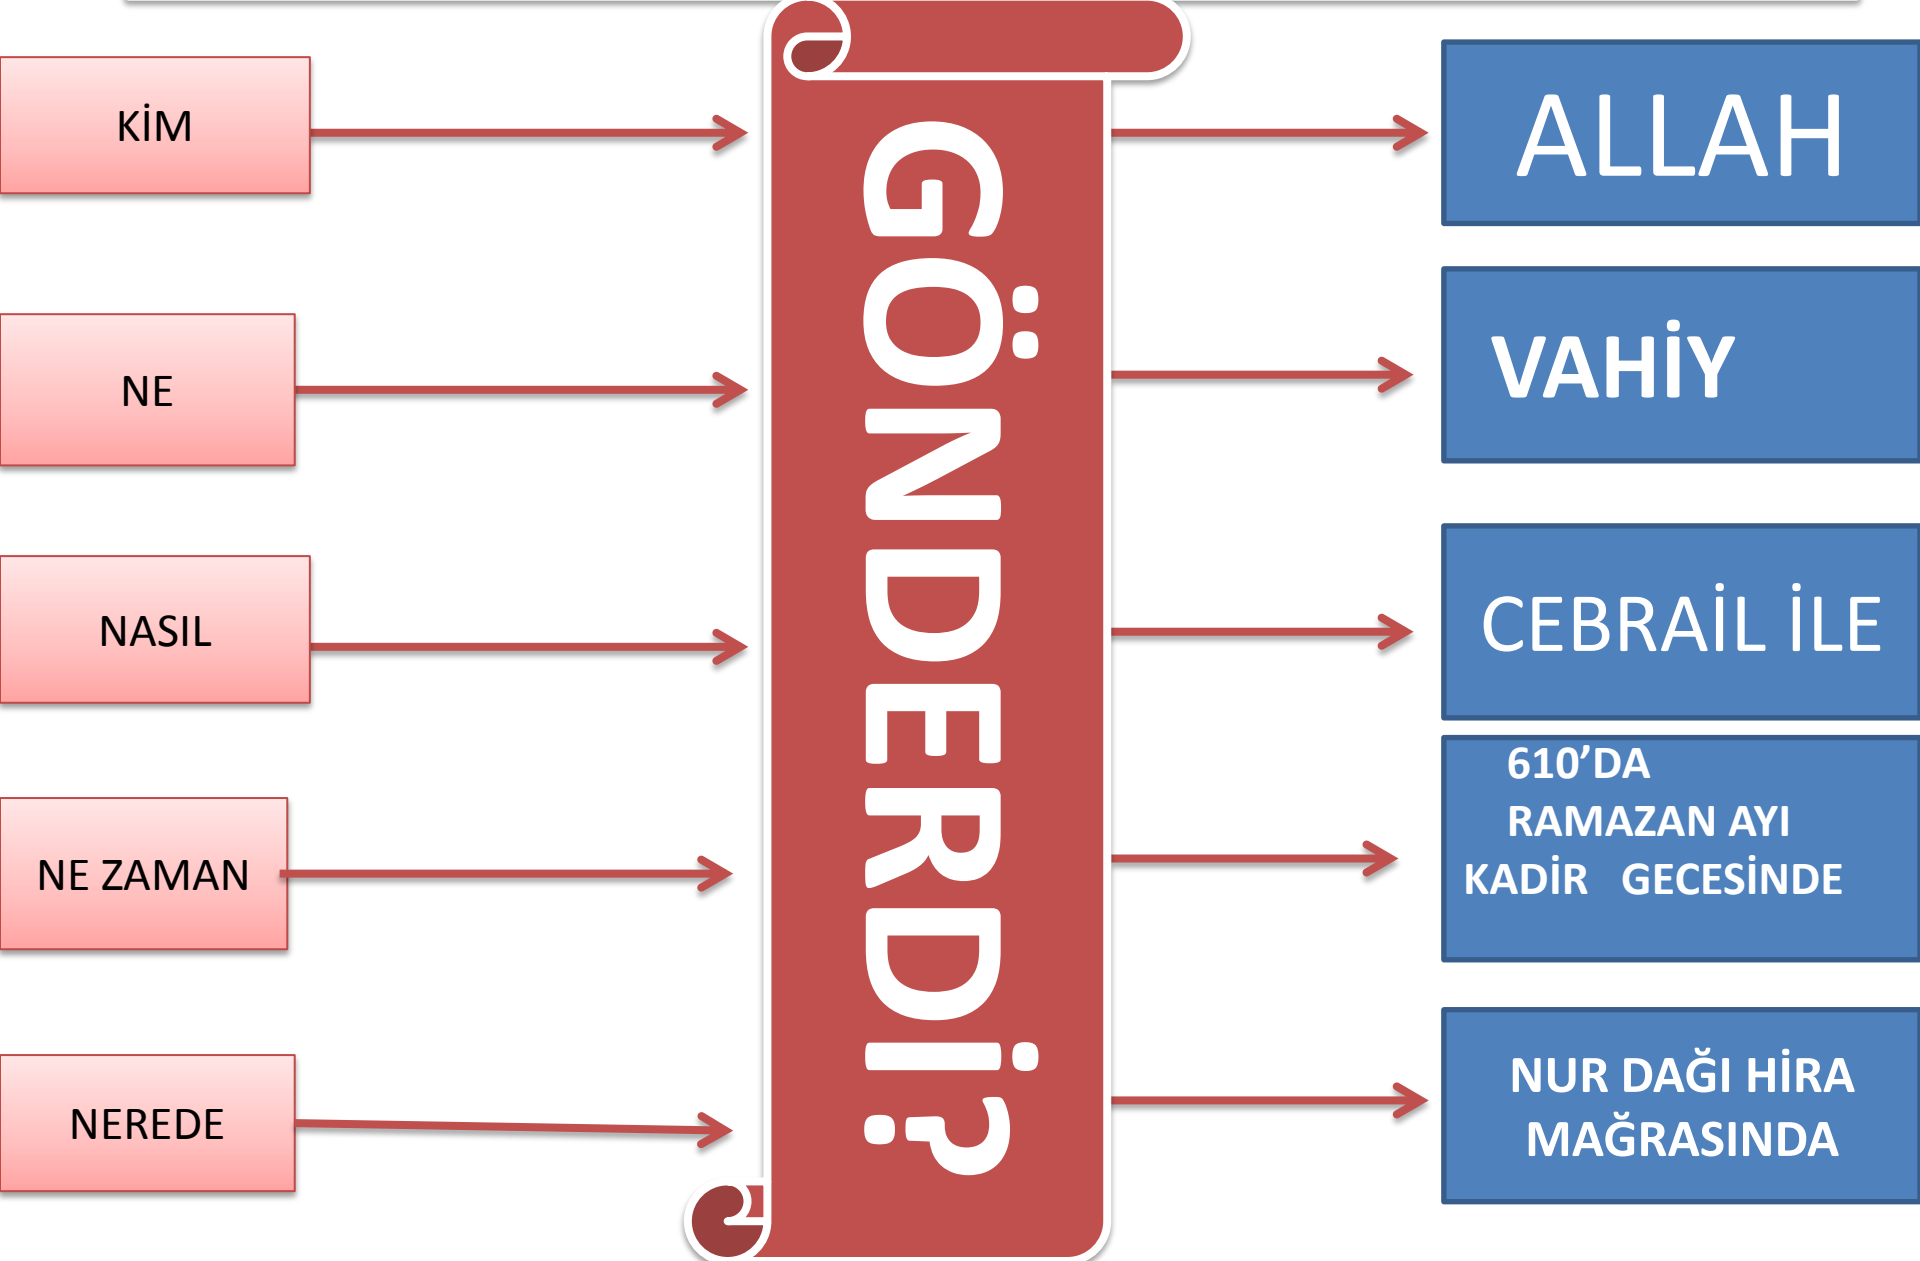 KİM
NE
NASIL
NE ZAMAN
NEREDE
GÖNDERDİ?
ALLAH
VAHİY
CEBRAİL İLE
610’DA
RAMAZAN AYI
KADİR GECESİNDE
NUR DAĞI HİRA
MAĞRASINDA